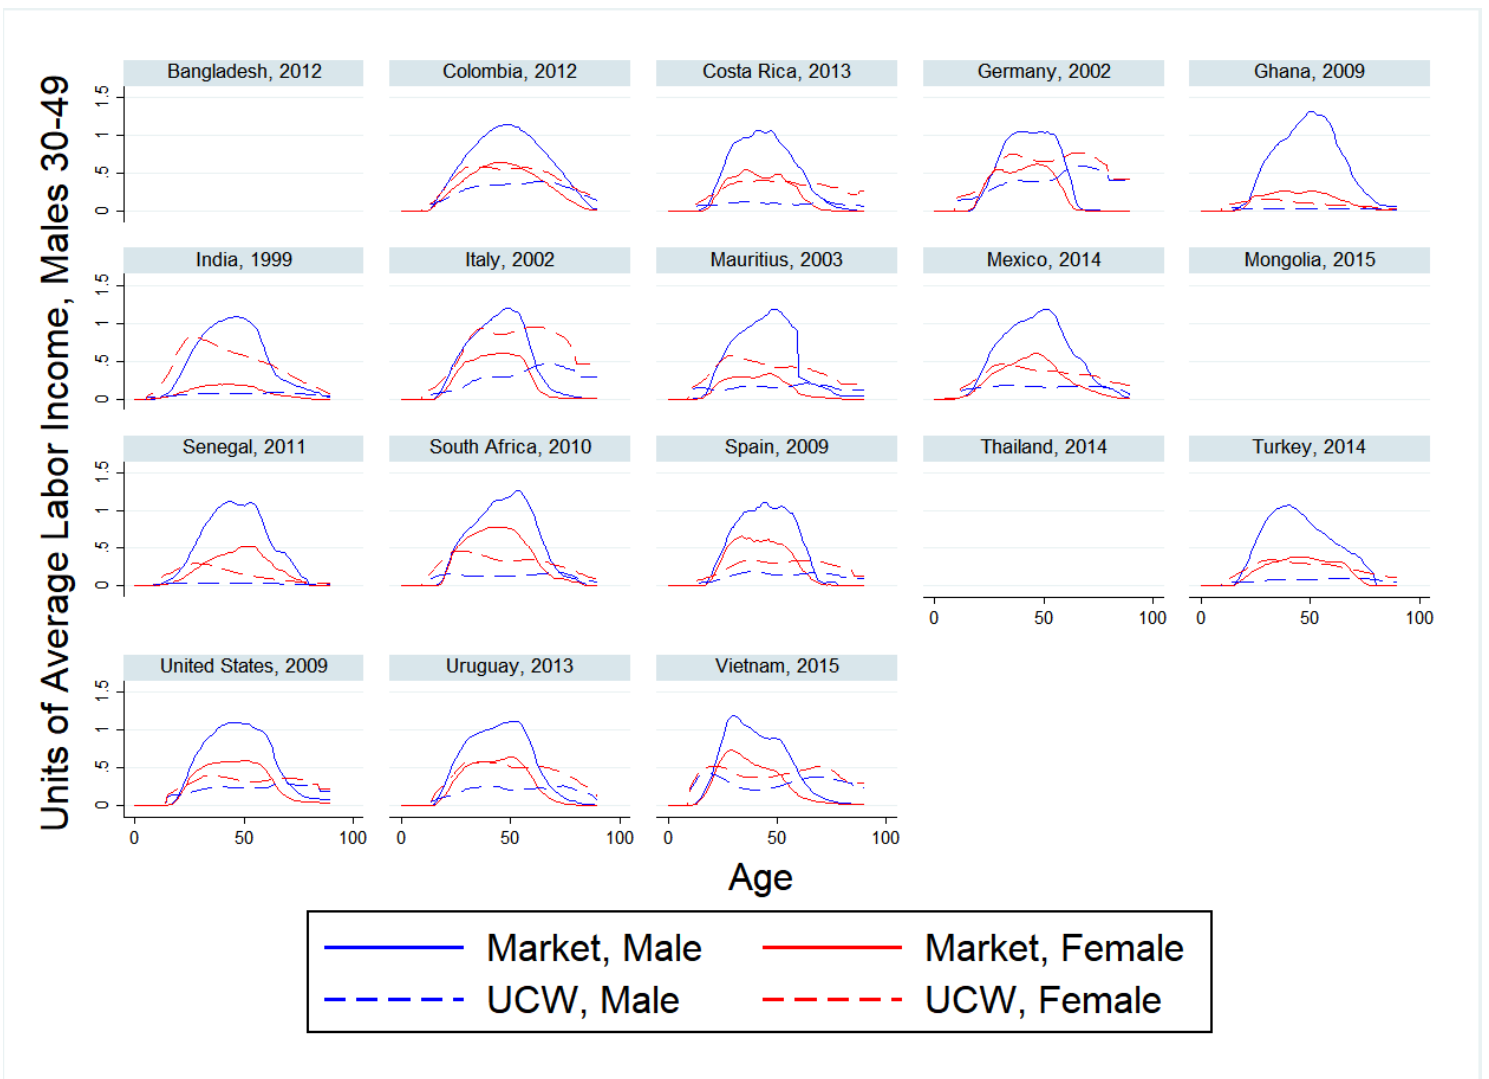 Units of Average Labor Income, Males 30-49
Bangladesh, 2012
Colombia, 2012
Costa Rica, 2013
Germany, 2002
Ghana, 2009
1.5
1
.5
0
India, 1999
Italy, 2002
Mauritius, 2003
Mexico, 2014
Mongolia, 2015
1.5
1
.5
0
Senegal, 2011
South Africa, 2010
Spain, 2009
Thailand, 2014
Turkey, 2014
1.5
1
.5
0
0 50 100
0 50 100
United States, 2009
Uruguay, 2013
Vietnam, 2015
1.5
1
.5
0
0 50 100
0 50 100
0 50 100
Age
Market, Male
Market, Female
UCW, Male
UCW, Female